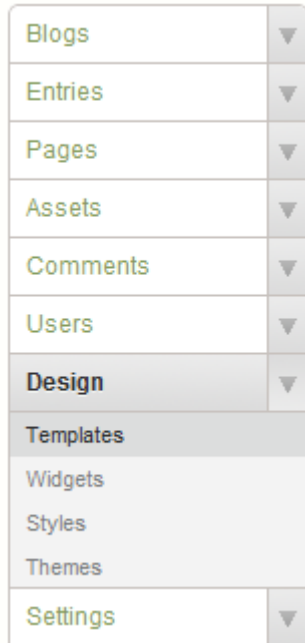 Blogs
Entries
Pages
Assets
Comments
Users
Design
Templates
Widgets
Styles
Themes
Settings